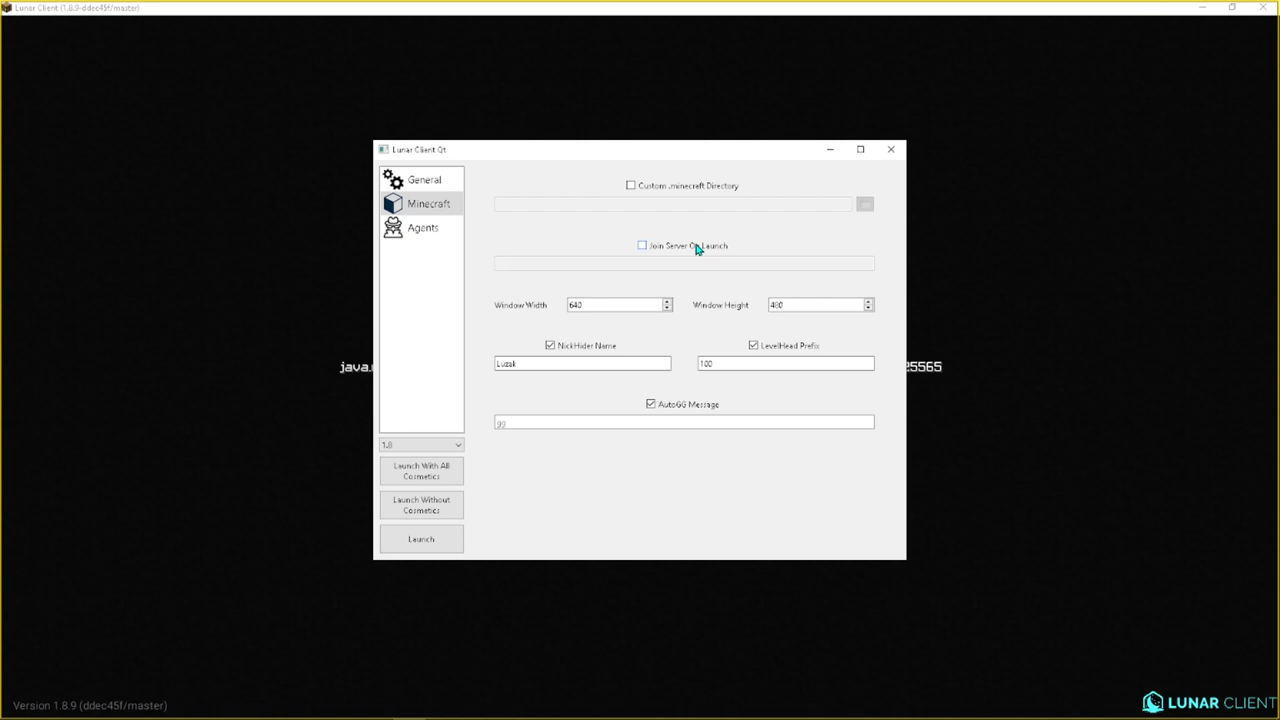 Lunar Client (1.8.9-ddec45f/master)
Lunar Client Qt
General
Minecraft
Agents
Custom .minecraft Directory
Join Server On Launch
Window Width
640
Window Height
480
NickHider Name
LevelHead Prefix
Luzak
100
AutoGG Message
gg
1.8
Launch With All
Cosmetics
Launch Without
Cosmetics
Launch
java.
25565
Version 1.8.9 (ddec45f/master)
LUNAR CLIENT